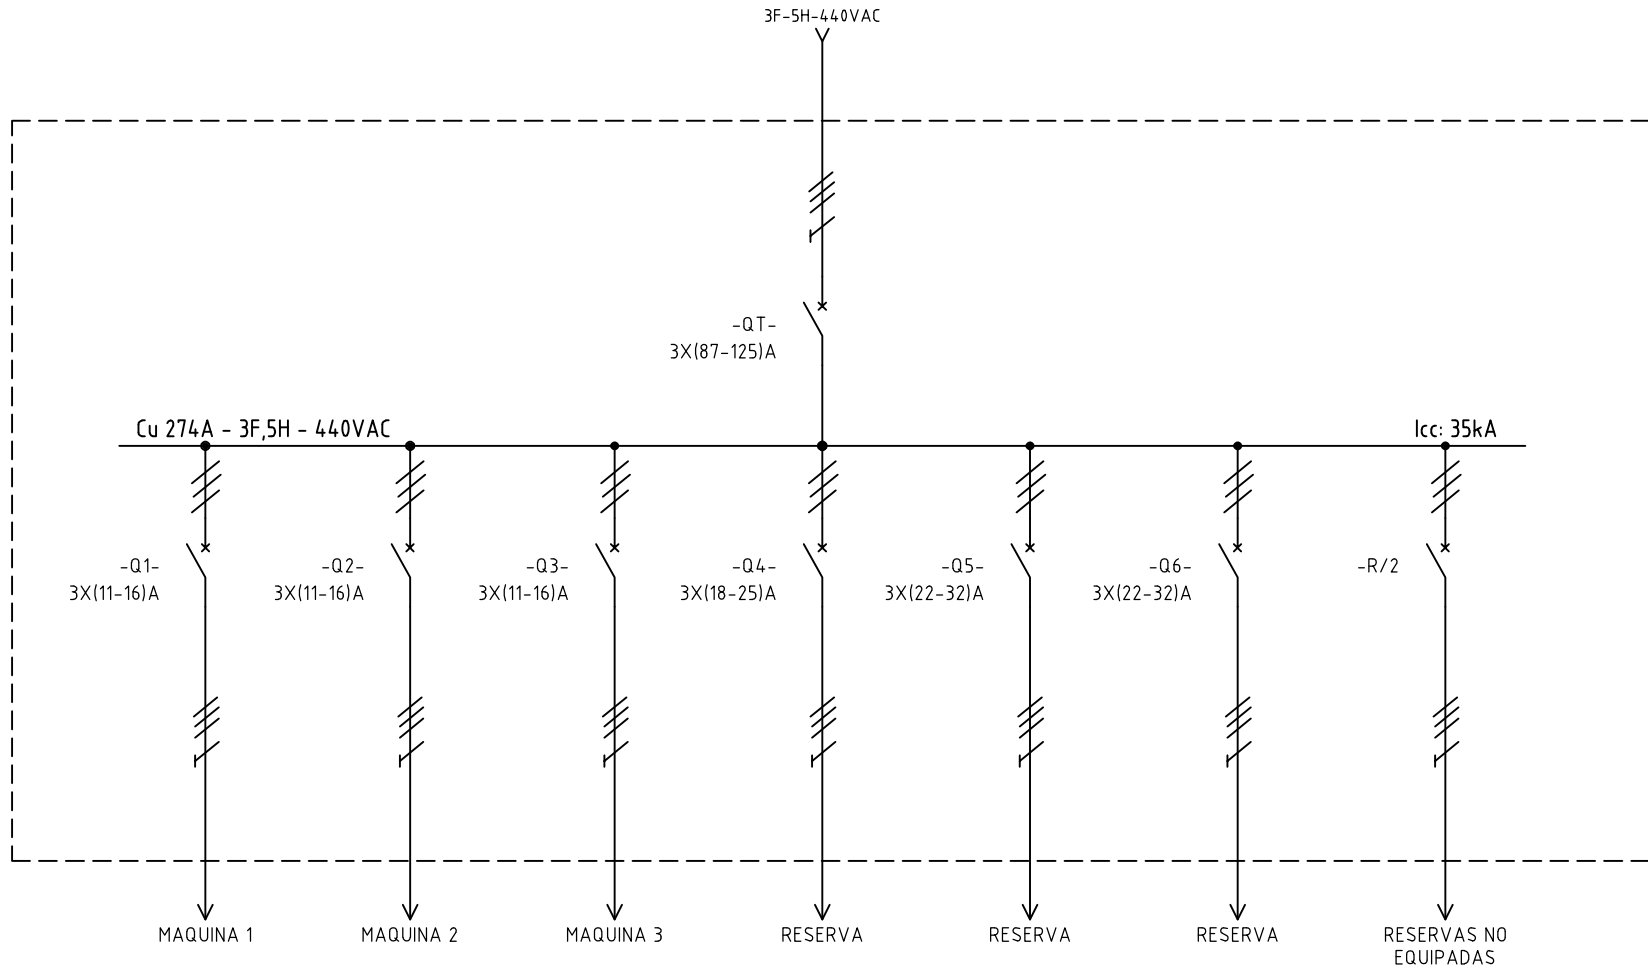 3F-5H-440VAC
-QT-
3X(87-125)A
Cu 274A - 3F,5H - 440VAC
Icc: 35kA
-Q1-
3X(11-16)A
-Q2-
3X(11-16)A
-Q3-
3X(11-16)A
-Q4-
3X(18-25)A
-Q5-
3X(22-32)A
-Q6-
3X(22-32)A
-R/2
MAQUINA 1
MAQUINA 2
MAQUINA 3
RESERVA
RESERVA
RESERVA
RESERVAS NO
EQUIPADAS